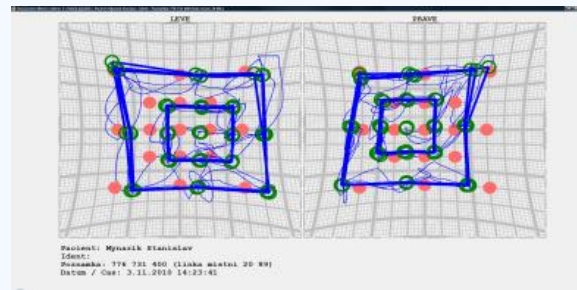 LEVE
PRAVE
Pacient: Mynarik Stanislav
Ident:
Poznamka: 776 731 400 (linka mistni 20 89)
Datum / Cas: 3.11.2010 14:23:41